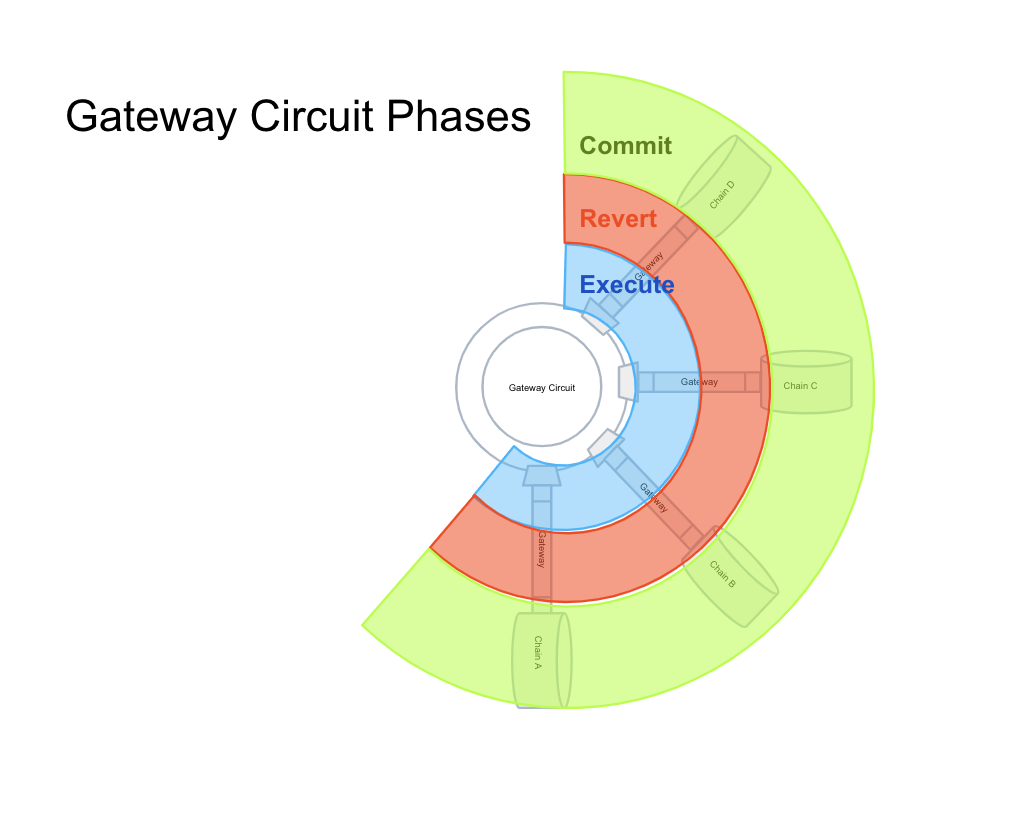 Gateway Circuit Phases
Commit
Revert
Execute
Chain D
Gateway
Gateway Circuit
Gateway
Chain C
Gateway
Chain B
Gateway
Chain A